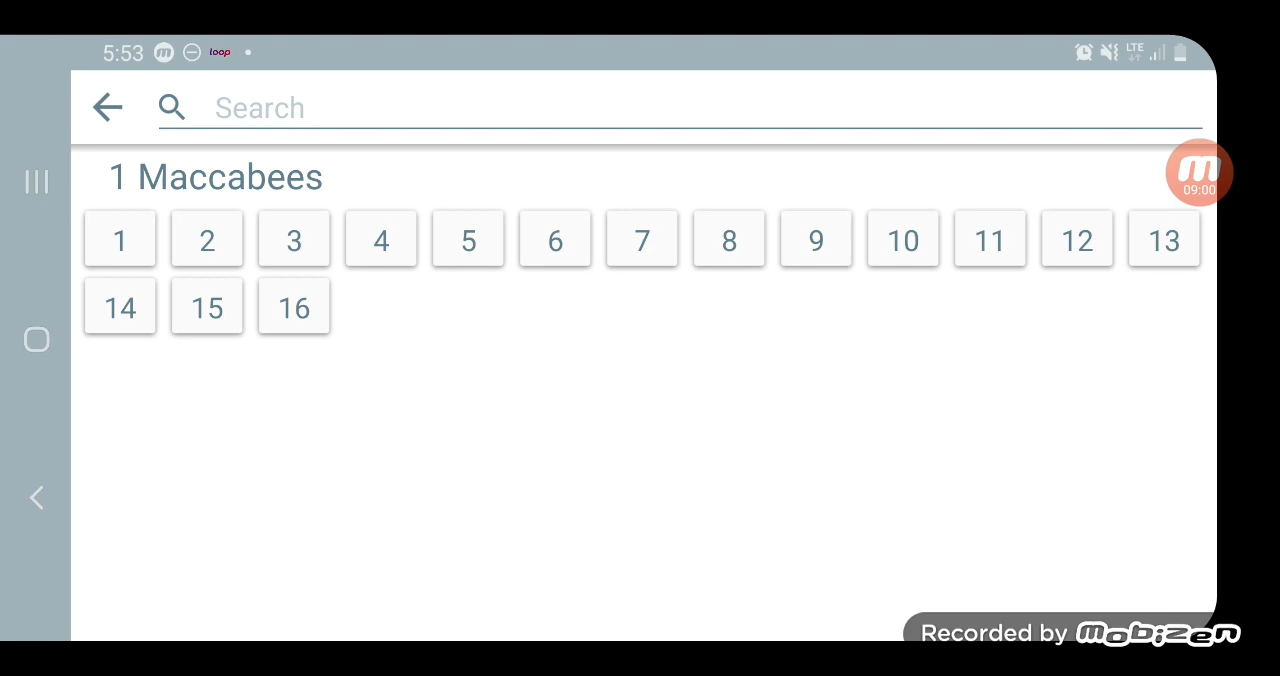 5:53 m loop LTE
Search
1 Maccabees
m
09:00
1 2 3 4 5 6 7 8 9 10 11 12 13
14 15 16
Recorded by mobizen